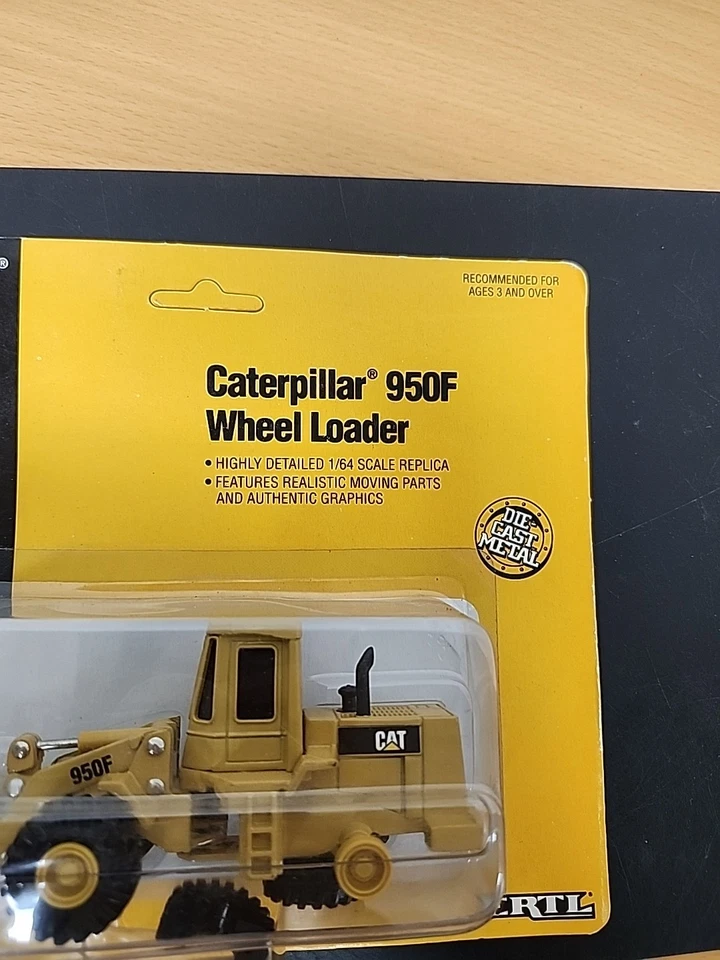 ®
RECOMMENDED FOR
AGES 3 AND OVER
Caterpillar® 950F
Wheel Loader
• HIGHLY DETAILED 1/64 SCALE REPLICA
• FEATURES REALISTIC MOVING PARTS
AND AUTHENTIC GRAPHICS
DIE-
CAST
METAL
CAT
950F
ERTL